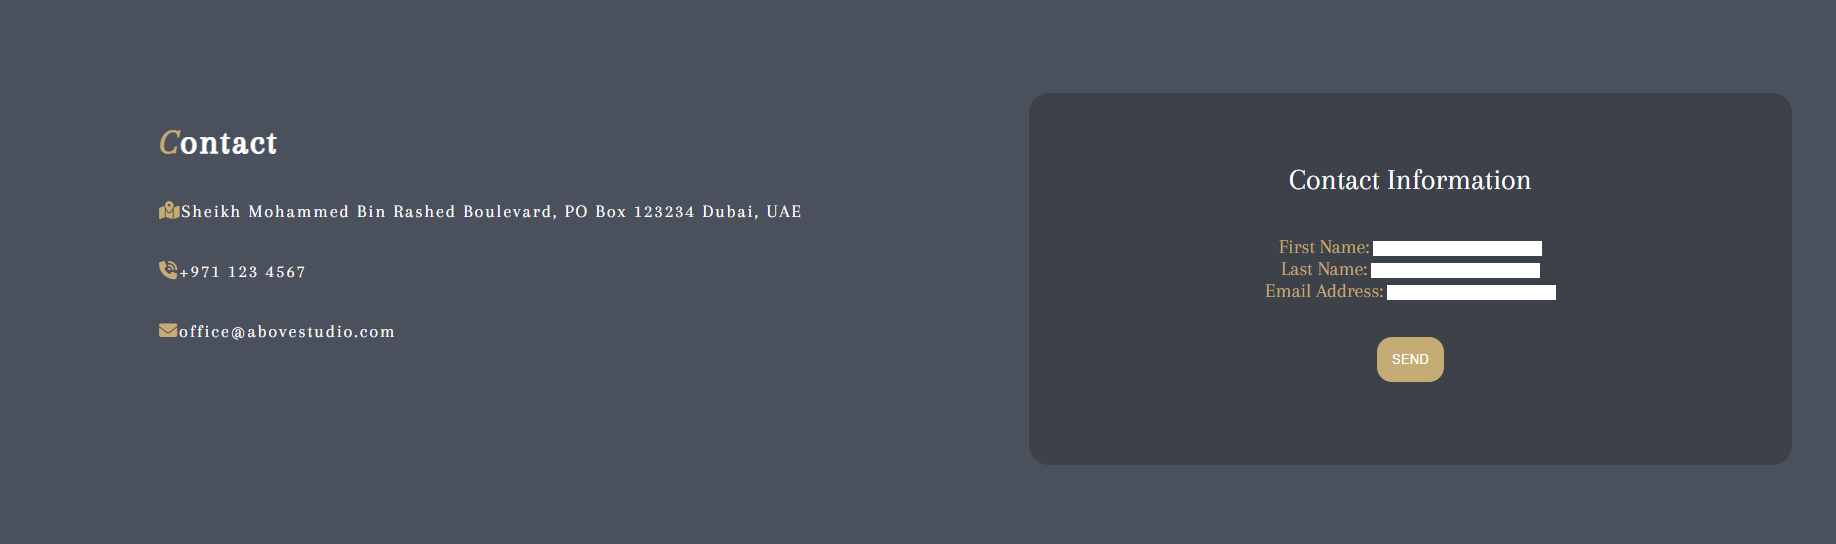 Contact
Sheikh Mohammed Bin Rashed Boulevard, PO Box 123234 Dubai, UAE
+971 123 4567
office@abovestudio.com
Contact Information
First Name:
Last Name:
Email Address:
SEND